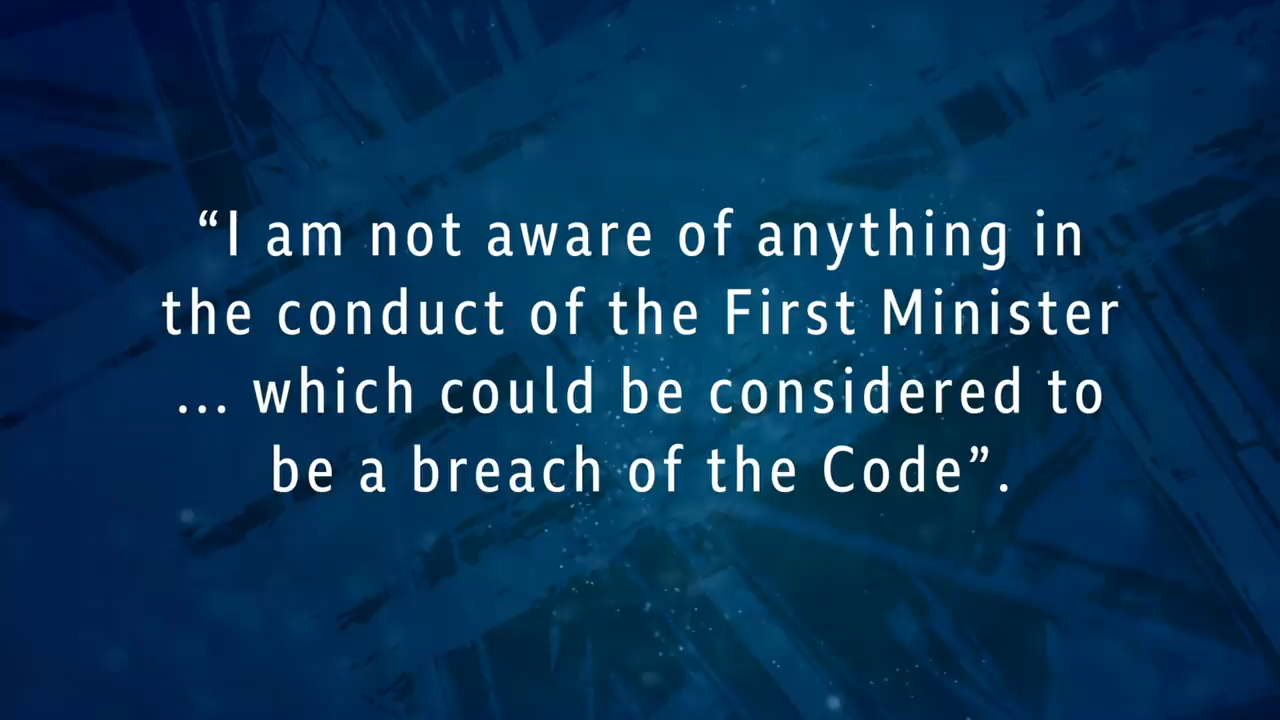 “I am not aware of anything in
the conduct of the First Minister
... which could be considered to
be a breach of the Code”.